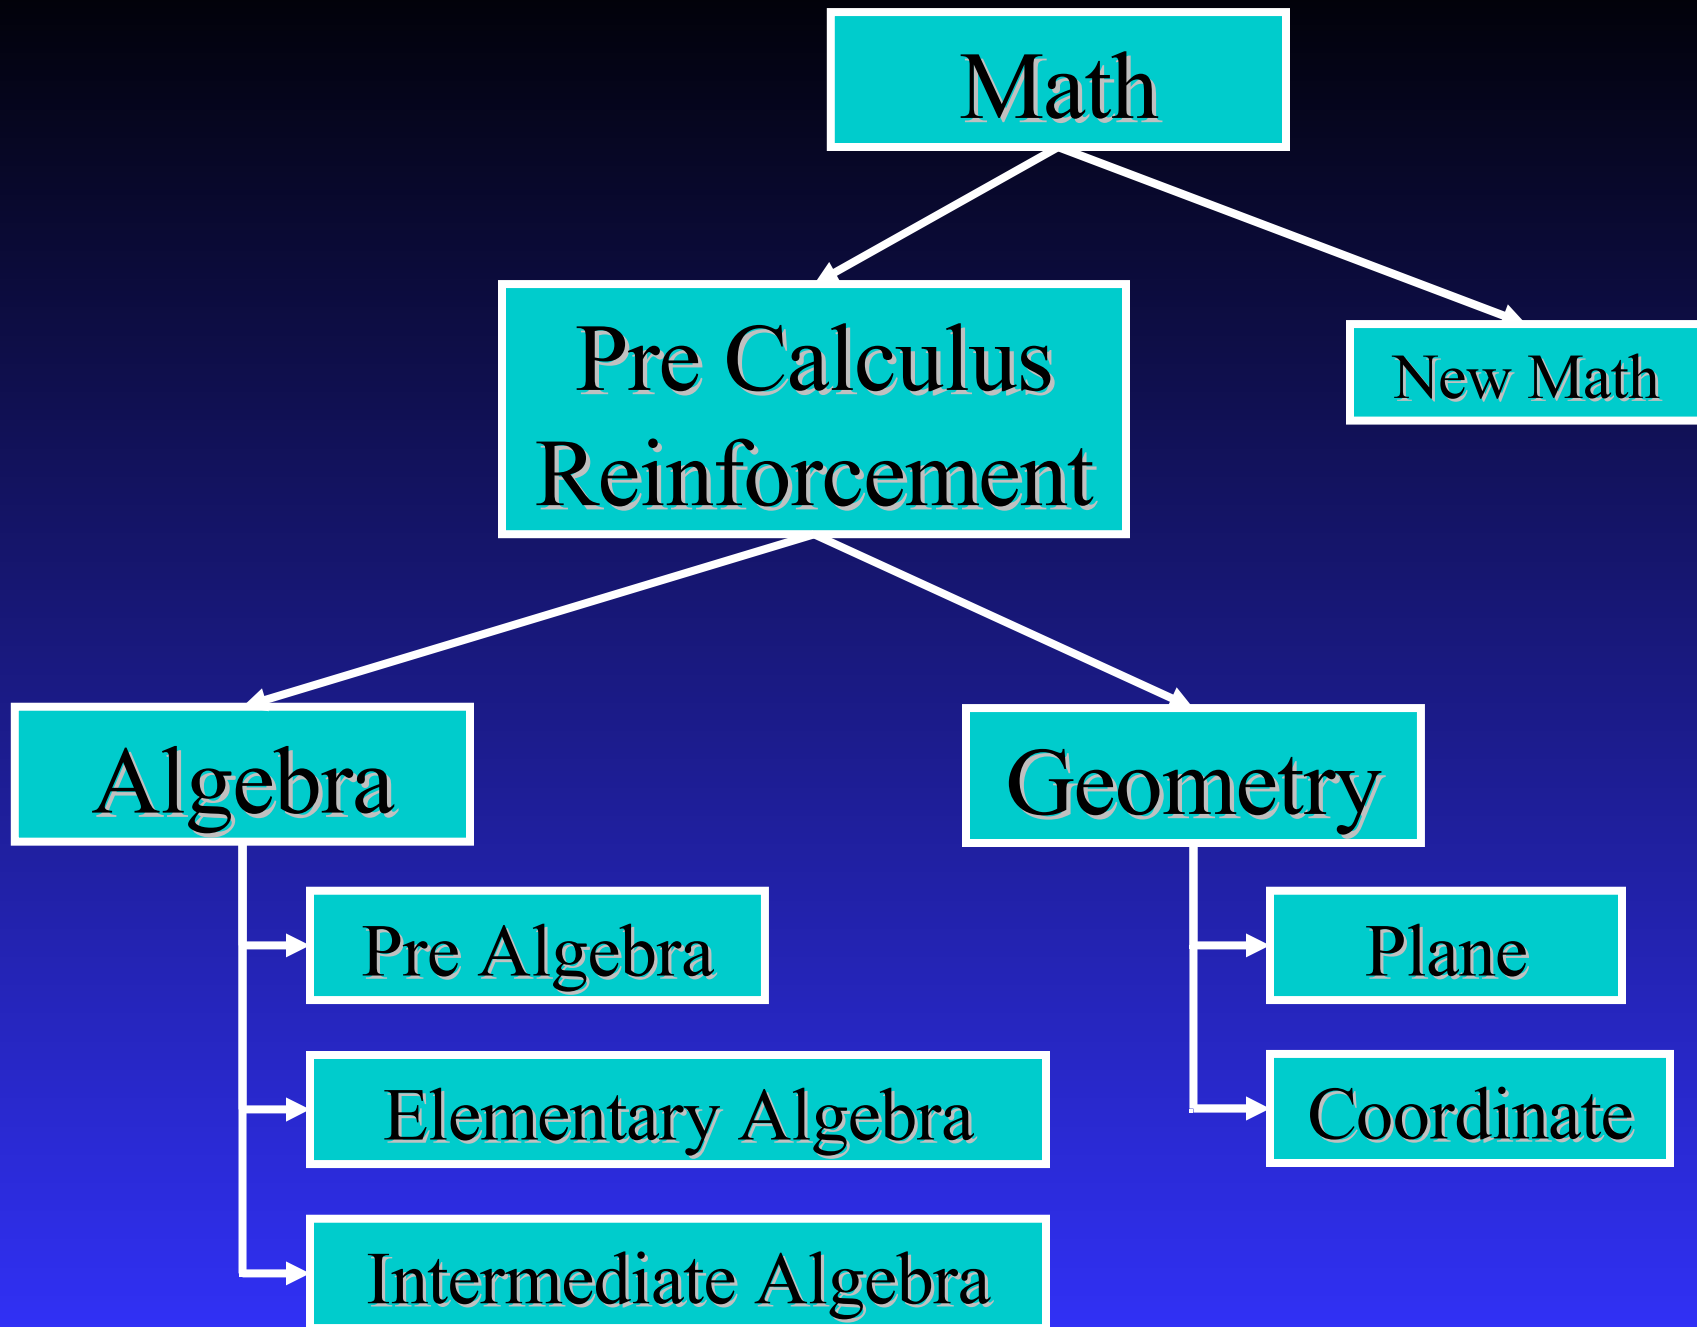 Math
Pre Calculus
Reinforcement
New Math
Algebra
Geometry
Pre Algebra
Plane
Elementary Algebra
Coordinate
Intermediate Algebra